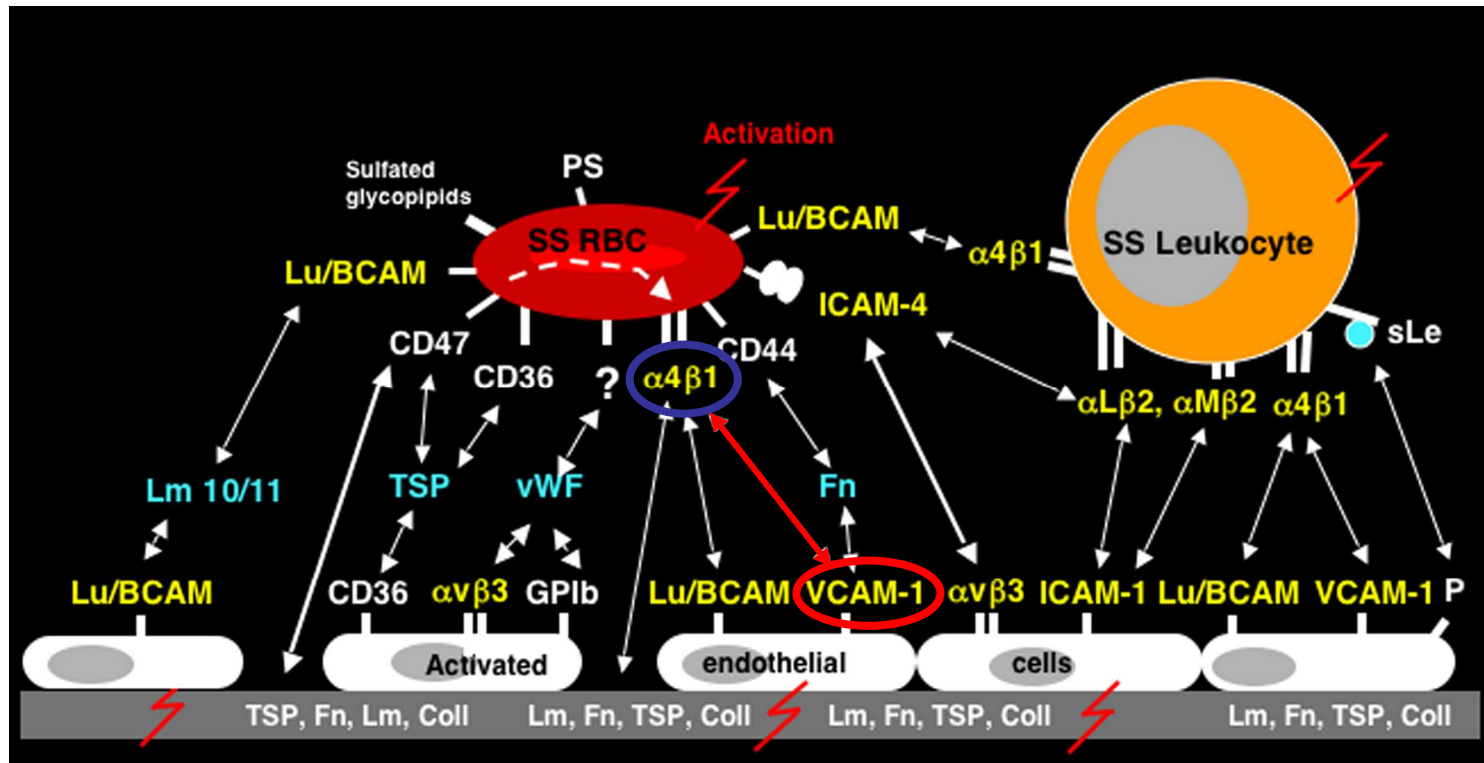 Activation
Sulfated
glycopipids
PS
Lu/BCAM
SS RBC
α4β1
SS Leukocyte
Lu/BCAM
ICAM-4
sLe
CD47
CD44
CD36
?
α4β1
αLβ2, αMβ2
α4β1
Lm 10/11
TSP
vWF
Fn
Lu/BCAM
CD36
αvβ3
GPIb
Lu/BCAM
VCAM-1
αvβ3
ICAM-1
Lu/BCAM
VCAM-1
P
Activated
endothelial
cells
TSP, Fn, Lm, Coll
Lm, Fn, TSP, Coll
Lm, Fn, TSP, Coll
Lm, Fn, TSP, Coll